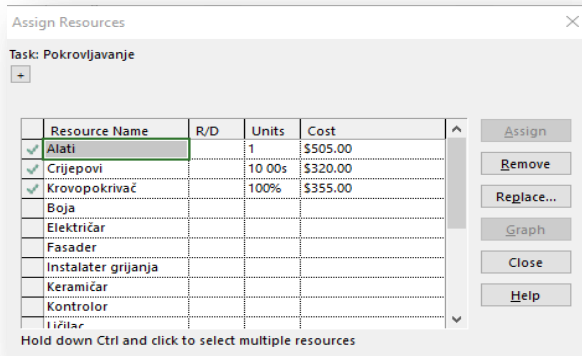 Assign Resources
Task: Pokrovljavanje
+
Resource Name R/D Units Cost
Alati 1 $505.00
Crijepovi 10 00s $320.00
Krovopokrivač 100% $355.00
Boja
Električar
Fasader
Instalater grijanja
Keramičar
Kontrolor
Ličilac
Assign
Remove
Replace...
Graph
Close
Help
Hold down Ctrl and click to select multiple resources